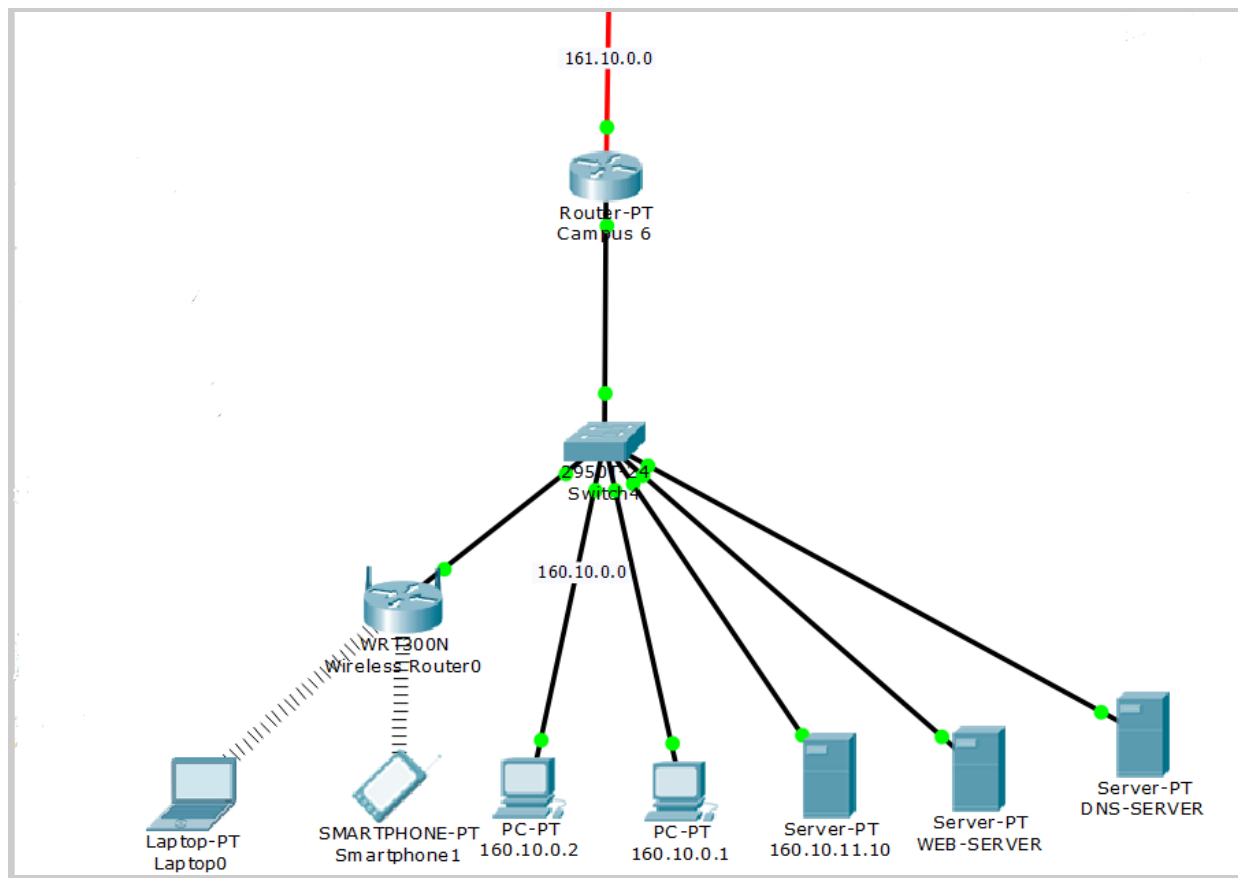 161.10.0.0
Router-PT
Campus 6
2950T-24
Switch4
160.10.0.0
WRT300N
Wireless Router0
Laptop-PT
Laptop0
SMARTPHONE-PT
Smartphone1
PC-PT
160.10.0.2
PC-PT
160.10.0.1
Server-PT
160.10.11.10
Server-PT
WEB-SERVER
Server-PT
DNS-SERVER